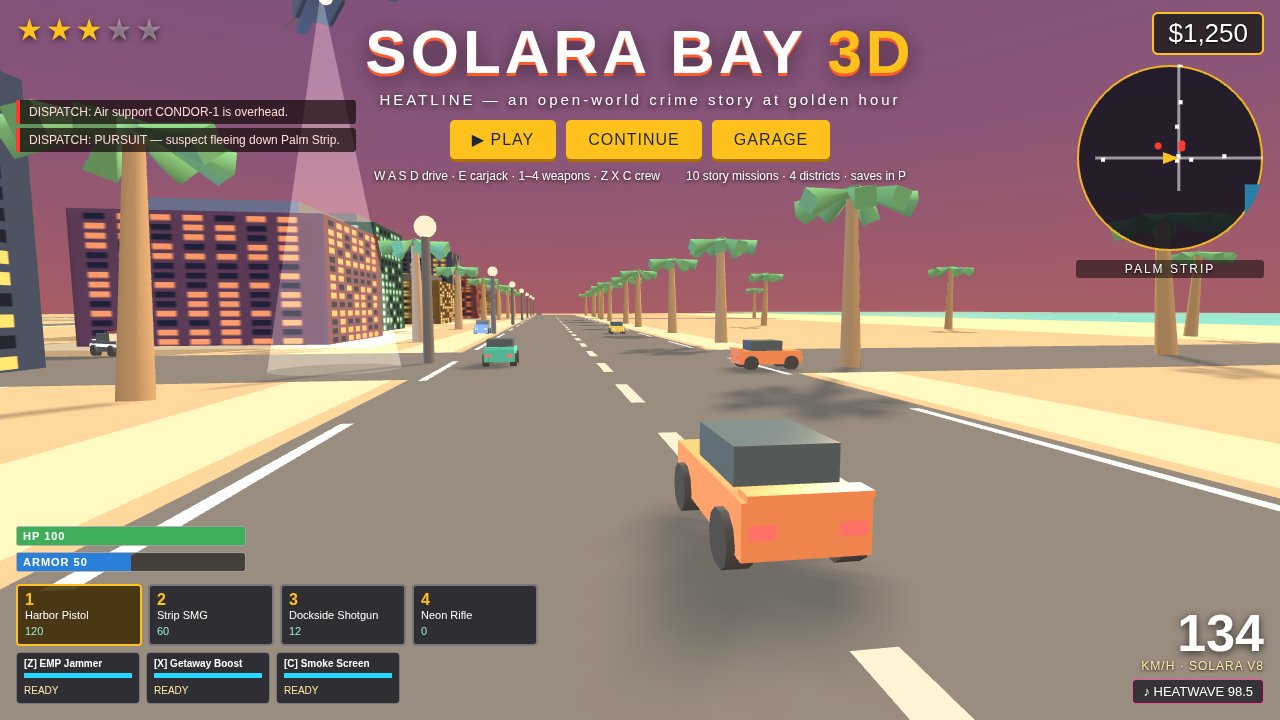 SOLARA BAY 3D
$1,250
HEATLINE — an open-world crime story at golden hour
DISPATCH: Air support CONDOR-1 is overhead.
DISPATCH: PURSUIT — suspect fleeing down Palm Strip.
▶ PLAY
CONTINUE
GARAGE
W A S D drive · E carjack · 1–4 weapons · Z X C crew
10 story missions · 4 districts · saves in P
PALM STRIP
HP 100
ARMOR 50
1
Harbor Pistol
120
2
Strip SMG
60
3
Dockside Shotgun
12
4
Neon Rifle
0
[Z] EMP Jammer
READY
[X] Getaway Boost
READY
[C] Smoke Screen
READY
134
KM/H · SOLARA V8
♪ HEATWAVE 98.5